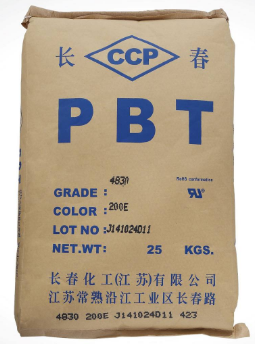 长 CCP 春
PBT
RoHS conformance
4830
GRADE :
COLOR : 200E
LOT NO : J141024D11
NET.WT: 25 KGS.
长春化工(江苏)有限公司
江苏常熟沿江工业区长春路
4830 200E J141024D11 423